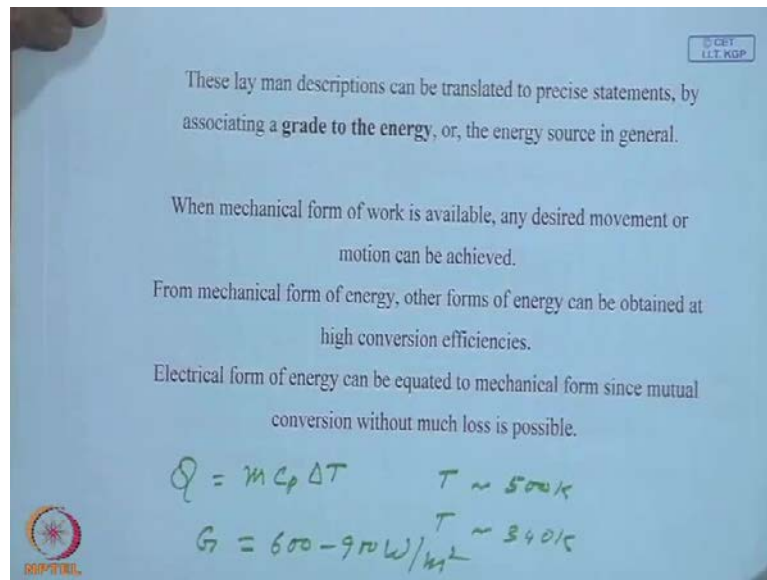 © CET
I.I.T. KGP
These lay man descriptions can be translated to precise statements, by
associating a grade to the energy, or, the energy source in general.
When mechanical form of work is available, any desired movement or
motion can be achieved.
From mechanical form of energy, other forms of energy can be obtained at
high conversion efficiencies.
Electrical form of energy can be equated to mechanical form since mutual
conversion without much loss is possible.
Q = m Cp ΔT T ~ 500K
G = 600-900W/m² T ~ 340K
NPTEL